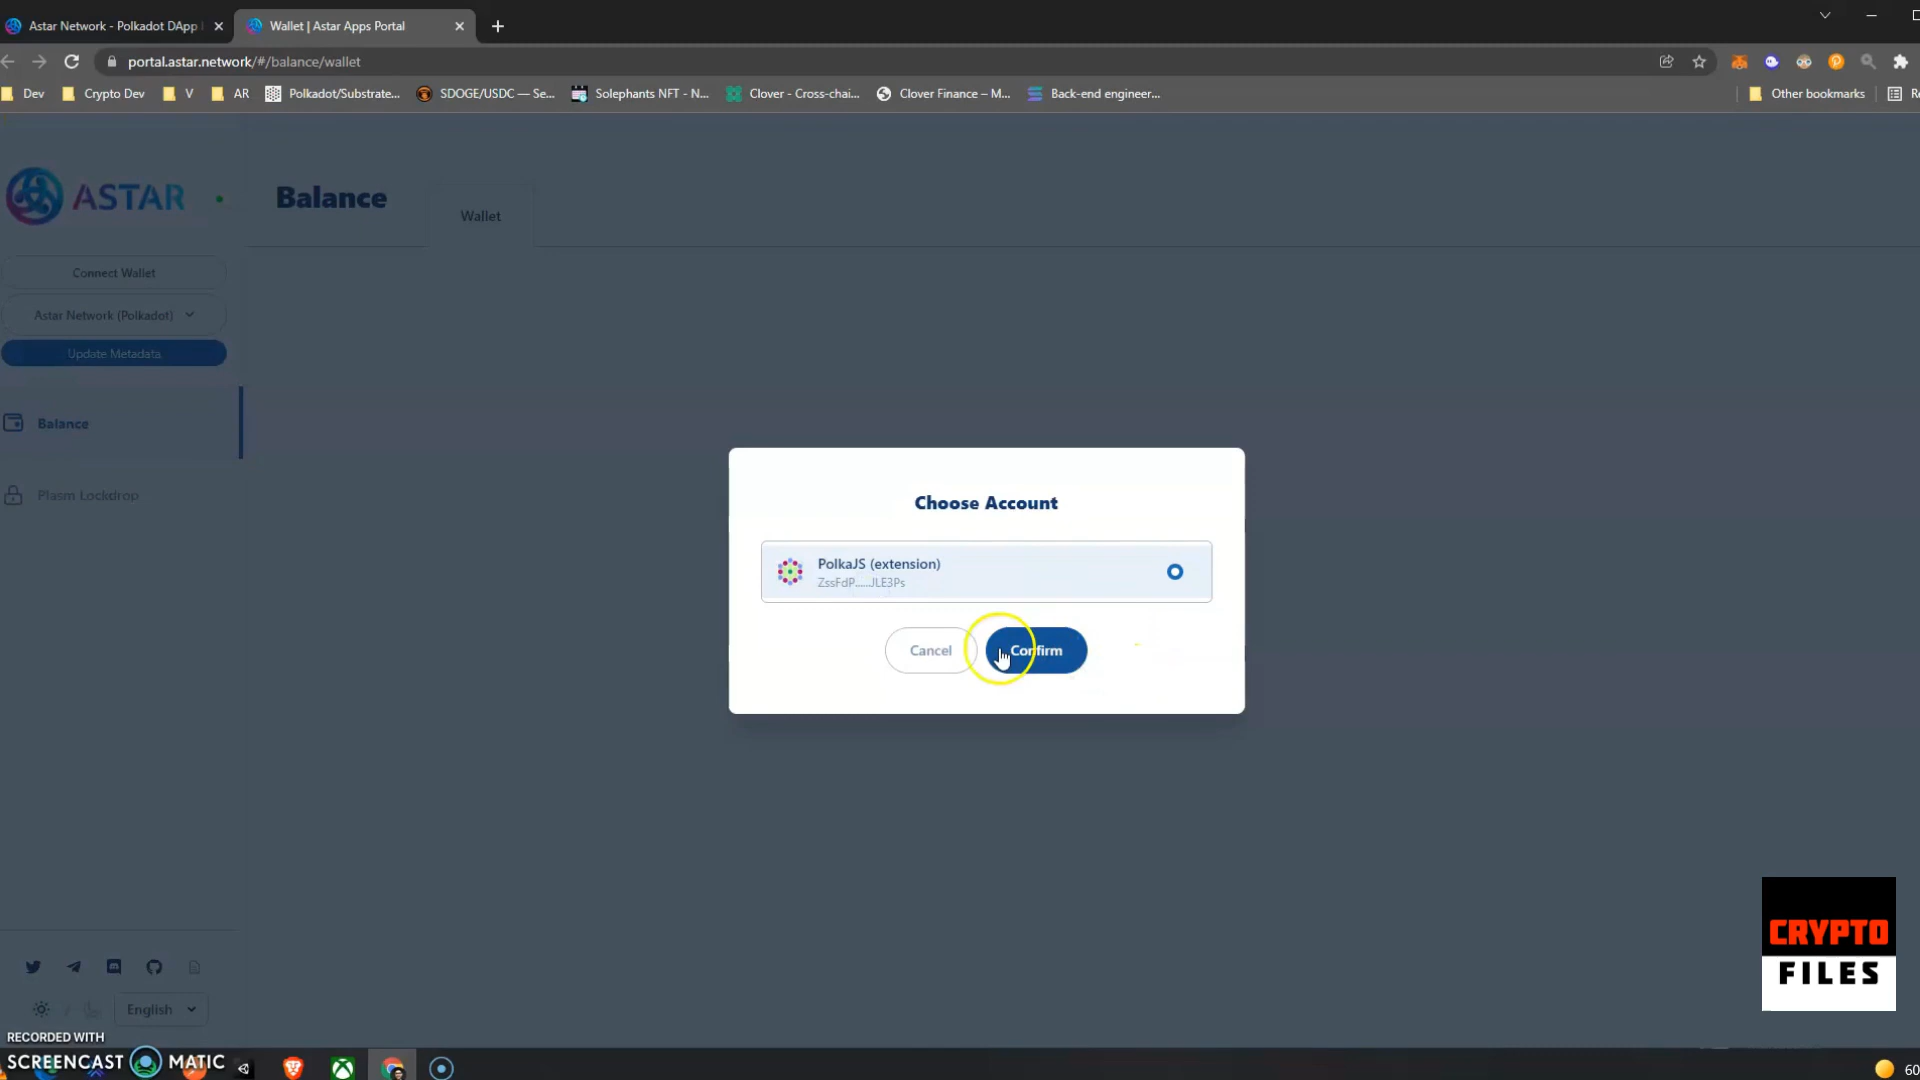 Astar Network - Polkadot DApp
Wallet | Astar Apps Portal
portal.astar.network/#/balance/wallet
Dev
Crypto Dev
V
AR
Polkadot/Substrate...
SDOGE/USDC — Se...
Solephants NFT - N...
Clover - Cross-chai...
Clover Finance – M...
Back-end engineer...
Other bookmarks
ASTAR
Balance
Wallet
Connect Wallet
Astar Network (Polkadot)
Update Metadata
Balance
Plasm Lockdrop
Choose Account
PolkaJS (extension)
ZssFdP......JLE3Ps
Cancel
Confirm
English
CRYPTO
FILES
RECORDED WITH
SCREENCAST MATIC
60